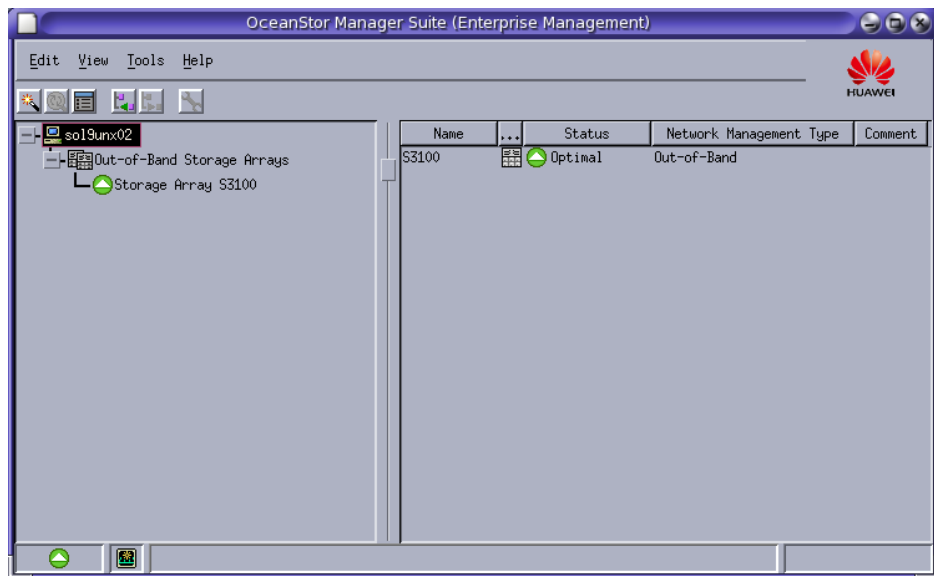 OceanStor Manager Suite (Enterprise Management)
Edit View Tools Help
HUAWEI
sol9unx02
Out-of-Band Storage Arrays
Storage Array S3100
Name ... Status Network Management Type Comment
S3100 Optimal Out-of-Band